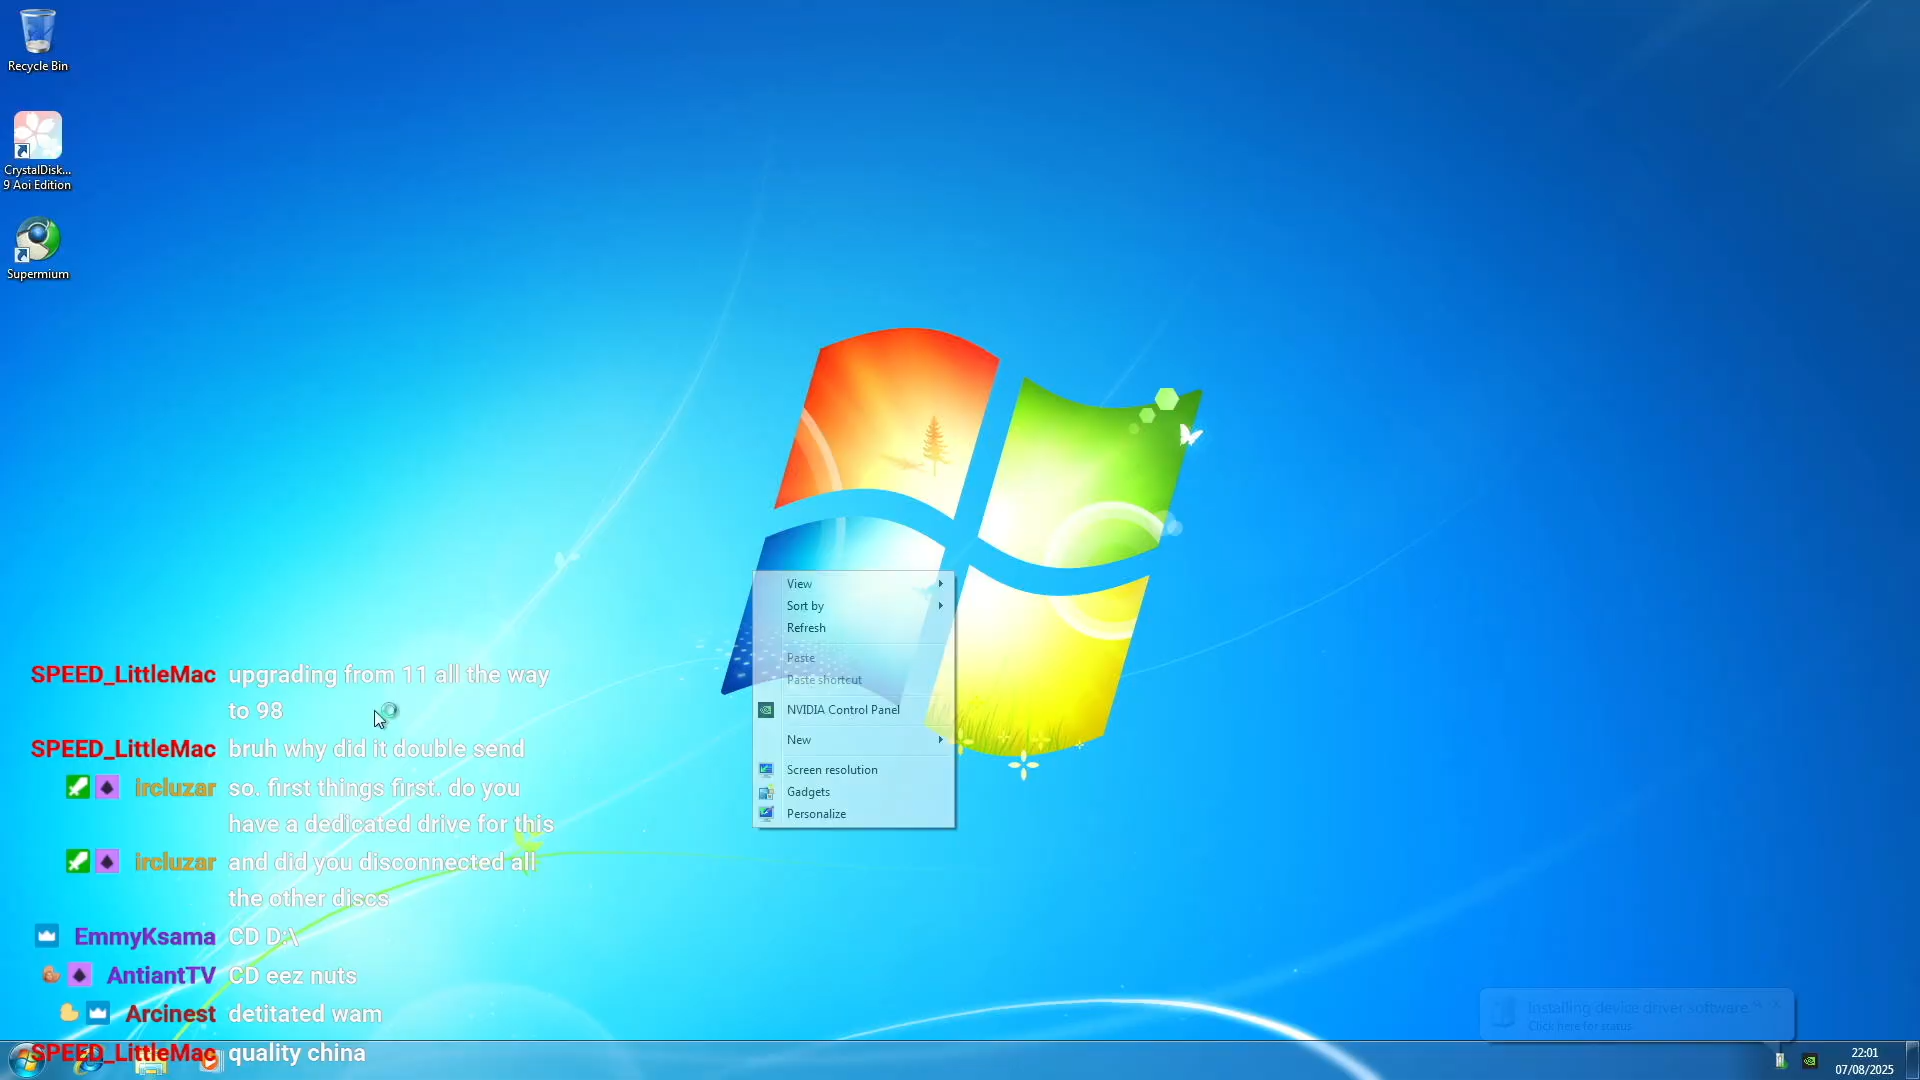 Recycle Bin
CrystalDisk...
9 Aoi Edition
Supermium
View
Sort by
Refresh
Paste
Paste shortcut
NVIDIA Control Panel
New
Screen resolution
Gadgets
Personalize
SPEED_LittleMac upgrading from 11 all the way
to 98
SPEED_LittleMac bruh why did it double send
ircluzar so. first things first. do you
have a dedicated drive for this
ircluzar and did you disconnected all
the other discs
EmmyKsama CD D:\
AntiantTV CD eez nuts
Arcinest detitated wam
SPEED_LittleMac quality china
Installing device driver software
Click here for status.
22:01
07/08/2025